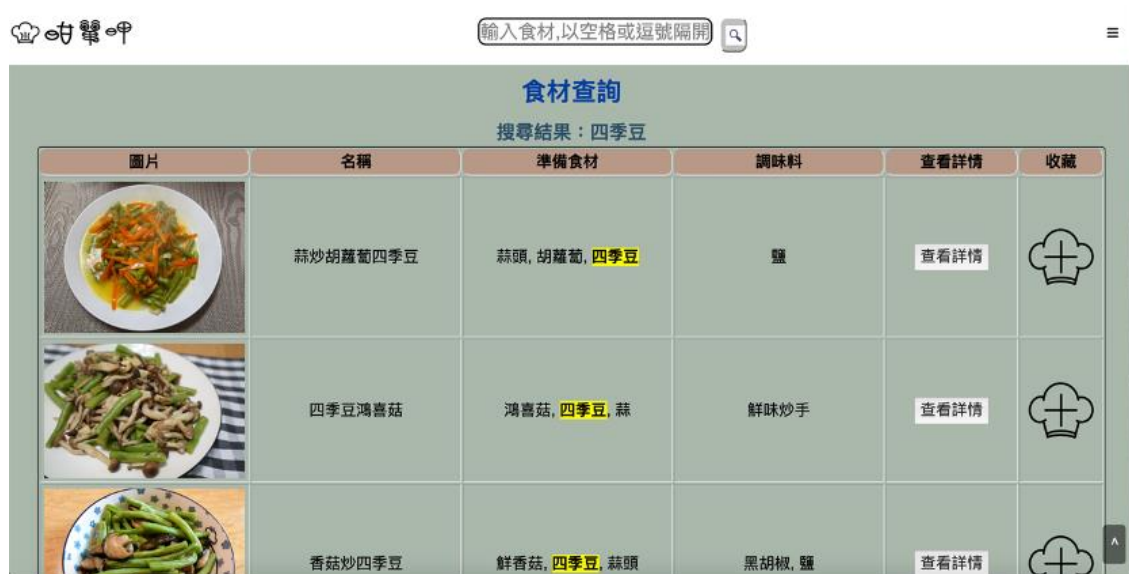 輸入食材,以空格或逗號隔開
食材查詢
搜尋結果：四季豆
圖片 名稱 準備食材 調味料 查看詳情 收藏
蒜炒胡蘿蔔四季豆 蒜頭, 胡蘿蔔, 四季豆 鹽 查看詳情
四季豆鴻喜菇 鴻喜菇, 四季豆, 蒜 鮮味炒手 查看詳情
香菇炒四季豆 鮮香菇, 四季豆, 蒜頭 黑胡椒, 鹽 查看詳情